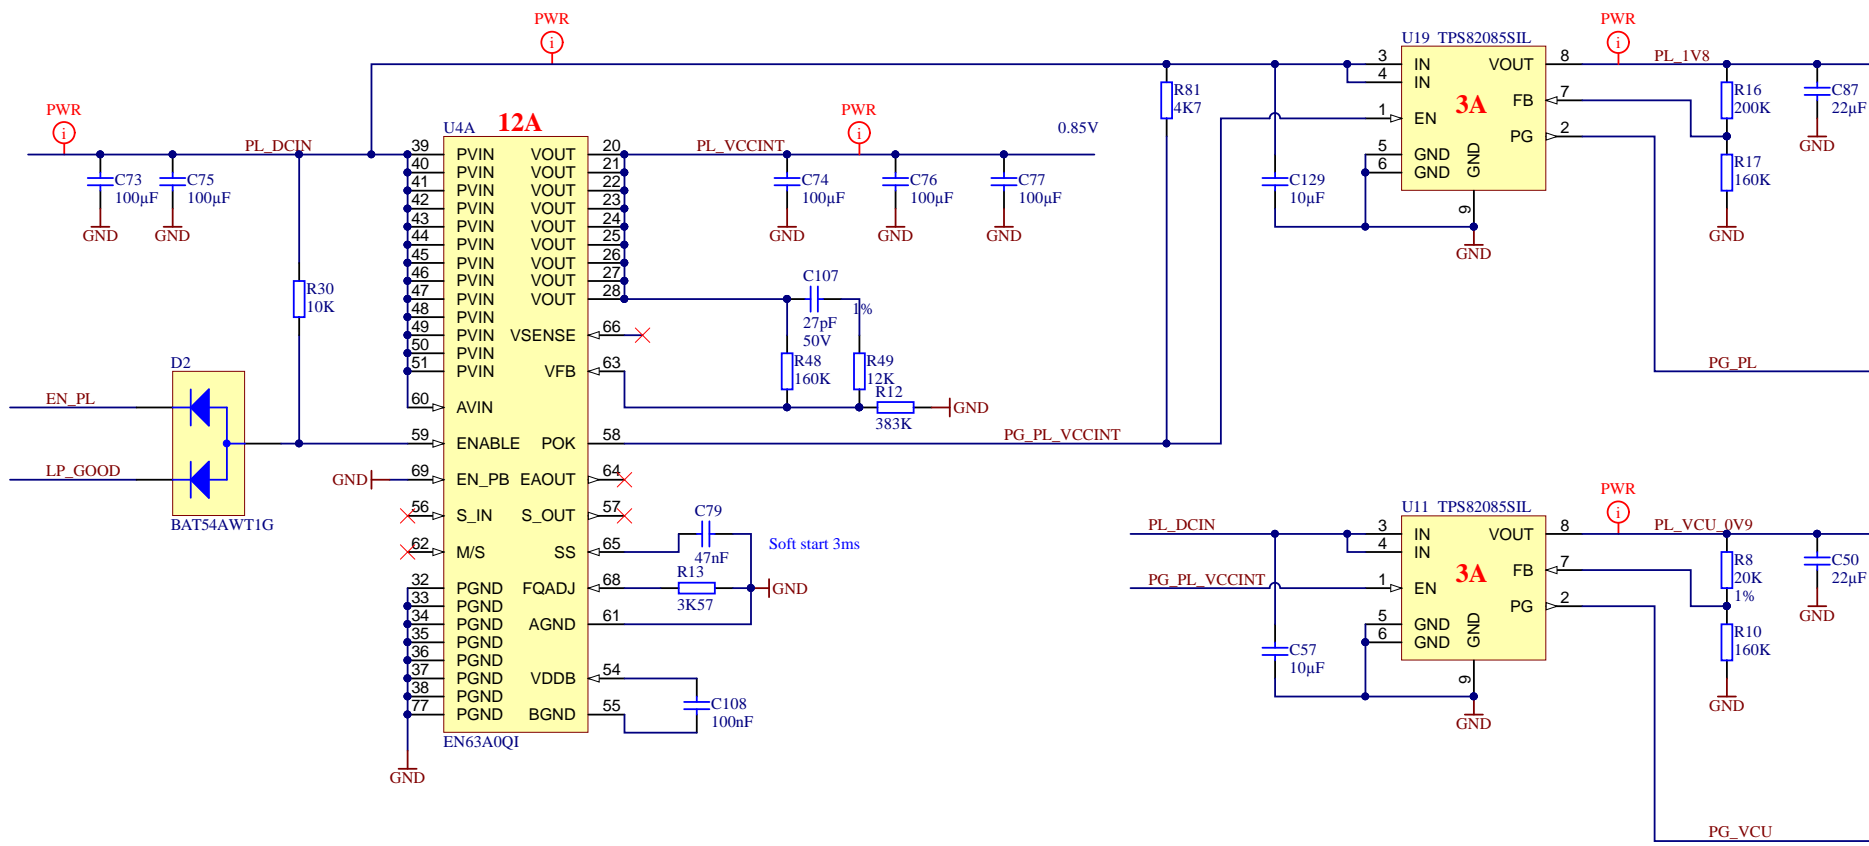 PWR
i
PWR
i
PL_DCIN
C73
100µF
GND
C75
100µF
GND
R30
10K
D2
EN_PL
LP_GOOD
BAT54AWT1G
U4A
12A
39 PVIN VOUT 20
40 PVIN VOUT 21
41 PVIN VOUT 22
42 PVIN VOUT 23
43 PVIN VOUT 24
44 PVIN VOUT 25
45 PVIN VOUT 26
46 PVIN VOUT 27
47 PVIN VOUT 28
48 PVIN
49 PVIN VSENSE 66
50 PVIN
51 PVIN VFB 63
60 AVIN
59 ENABLE POK 58
GND 69 EN_PB EAOUT 64
56 S_IN S_OUT 57
62 M/S SS 65
32 PGND FQADJ 68
33 PGND
34 PGND AGND 61
35 PGND
36 PGND
37 PGND VDDB 54
38 PGND
77 PGND BGND 55
EN63A0QI
GND
PL_VCCINT
PWR
i
0.85V
C74
100µF
GND
C76
100µF
GND
C77
100µF
GND
C107
27pF
50V
1%
R48
160K
R49
12K
R12
383K
GND
PG_PL_VCCINT
C79
47nF
Soft start 3ms
R13
3K57
GND
C108
100nF
R81
4K7
C129
10µF
U19 TPS82085SIL
3 IN VOUT 8
4 IN
3A
FB 7
1 EN
PG 2
5 GND
6 GND
GND
9
GND
PWR
i
PL_1V8
R16
200K
R17
160K
GND
C87
22µF
GND
PG_PL
PL_DCIN
PG_PL_VCCINT
C57
10µF
U11 TPS82085SIL
3 IN VOUT 8
4 IN
3A
FB 7
1 EN
PG 2
5 GND
6 GND
GND
9
GND
PWR
i
PL_VCU_0V9
R8
20K
1%
R10
160K
GND
C50
22µF
GND
PG_VCU